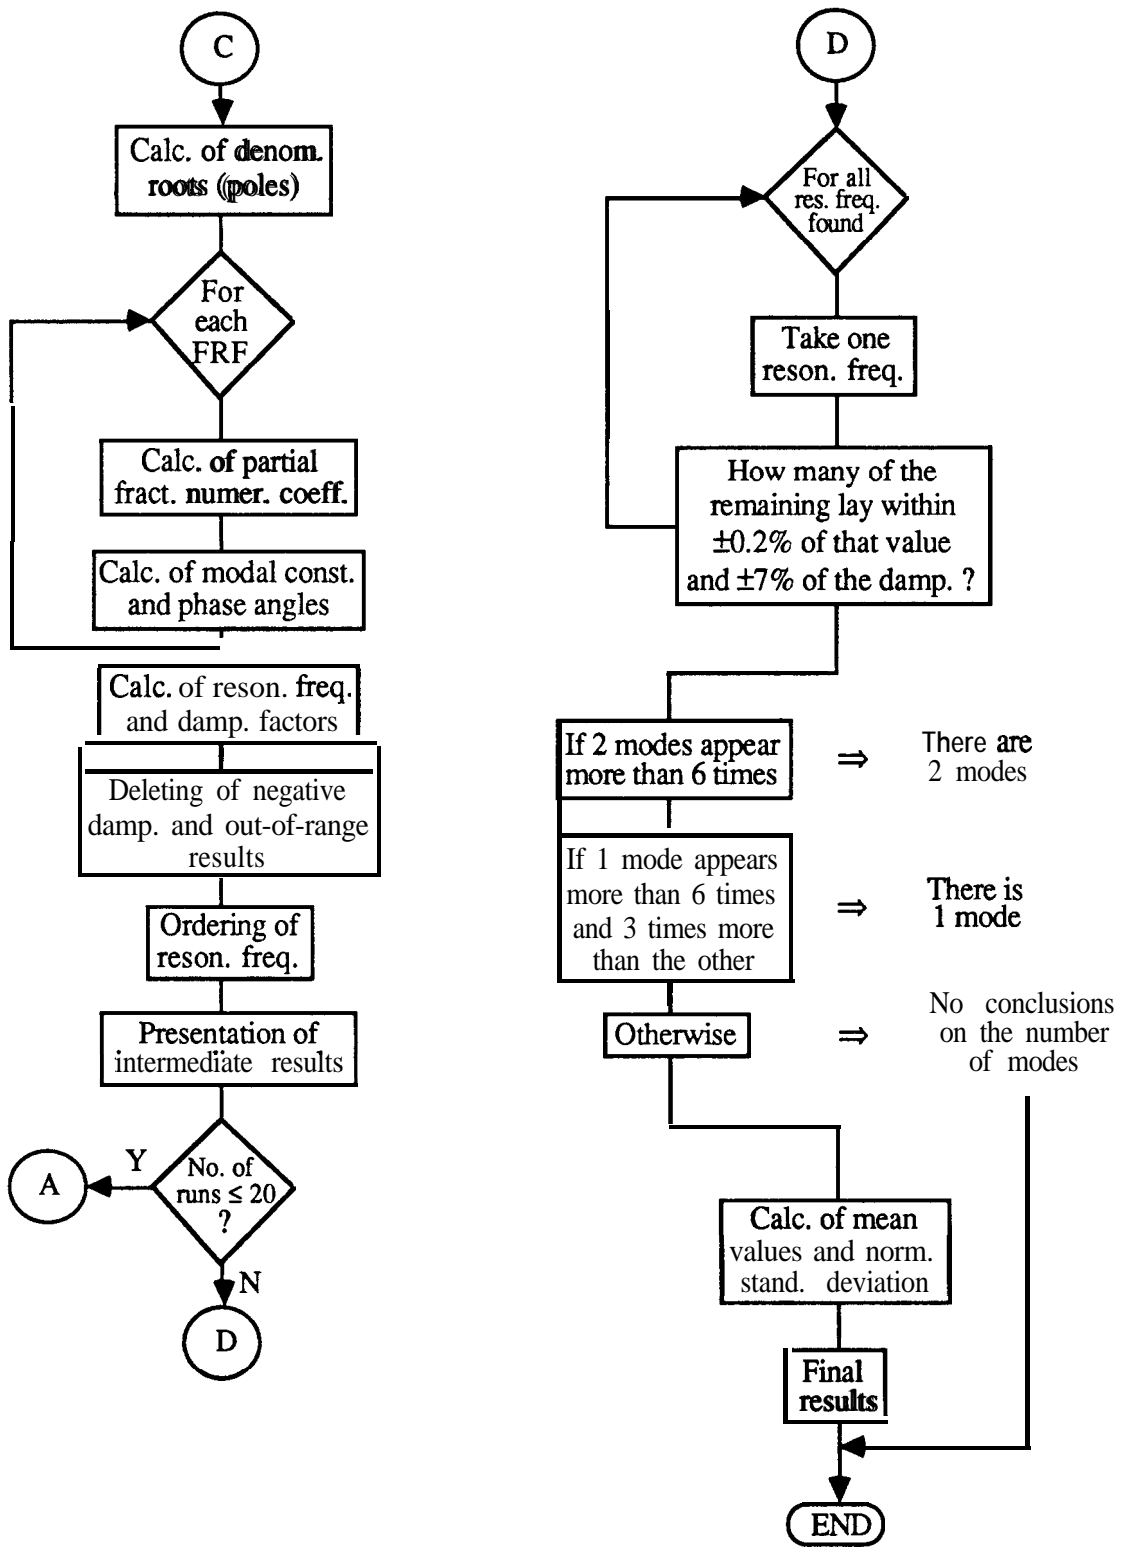 C
Calc. of denom.
roots (poles)
For
each
FRF
Calc. of partial
fract. numer. coeff.
Calc. of modal const.
and phase angles
Calc. of reson. freq.
and damp. factors
Deleting of negative
damp. and out-of-range
results
Ordering of
reson. freq.
Presentation of
intermediate results
No. of
runs ≤ 20
?
Y
A
N
D
D
For all
res. freq.
found
Take one
reson. freq.
How many of the
remaining lay within
±0.2% of that value
and ±7% of the damp. ?
If 2 modes appear
more than 6 times
⇒
There are
2 modes
If 1 mode appears
more than 6 times
and 3 times more
than the other
⇒
There is
1 mode
Otherwise
⇒
No conclusions
on the number
of modes
Calc. of mean
values and norm.
stand. deviation
Final
results
END